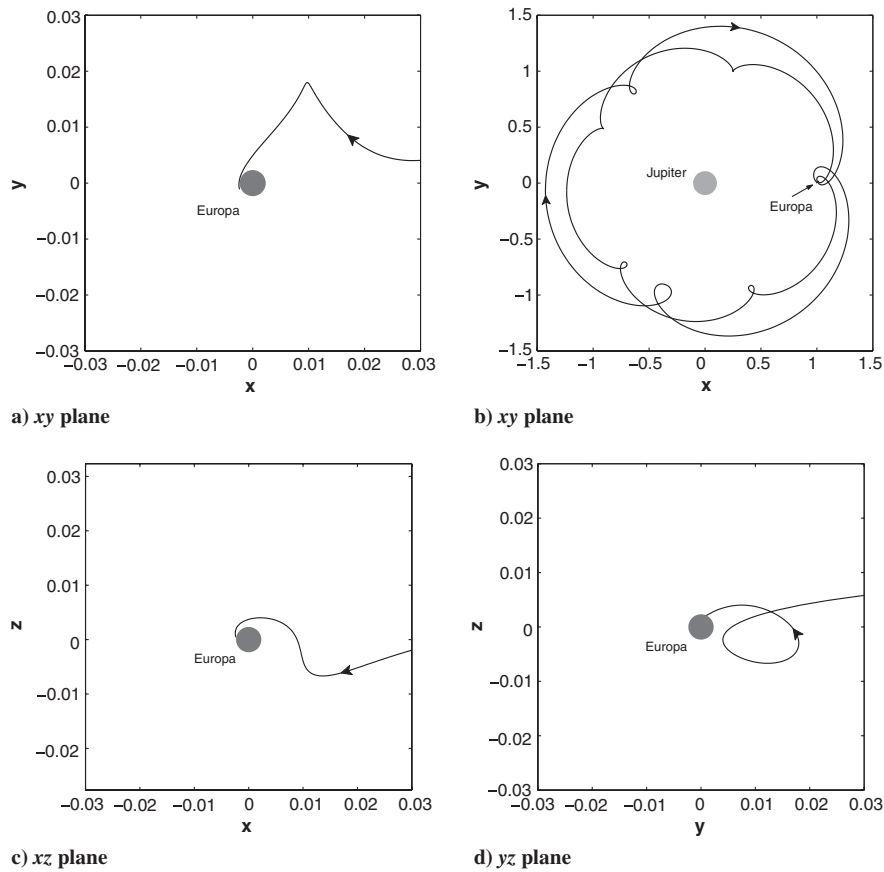 0.03
0.02
0.01
0
−0.01
−0.02
−0.03
y
Europa
−0.03 −0.02 −0.01 0 0.01 0.02 0.03
x
a) xy plane
1.5
1
0.5
0
−0.5
−1
−1.5
y
Jupiter
Europa
−1.5 −1 −0.5 0 0.5 1 1.5
x
b) xy plane
0.03
0.02
0.01
0
−0.01
−0.02
z
Europa
−0.03 −0.02 −0.01 0 0.01 0.02 0.03
x
c) xz plane
0.03
0.02
0.01
0
−0.01
−0.02
−0.03
z
Europa
−0.03 −0.02 −0.01 0 0.01 0.02 0.03
y
d) yz plane